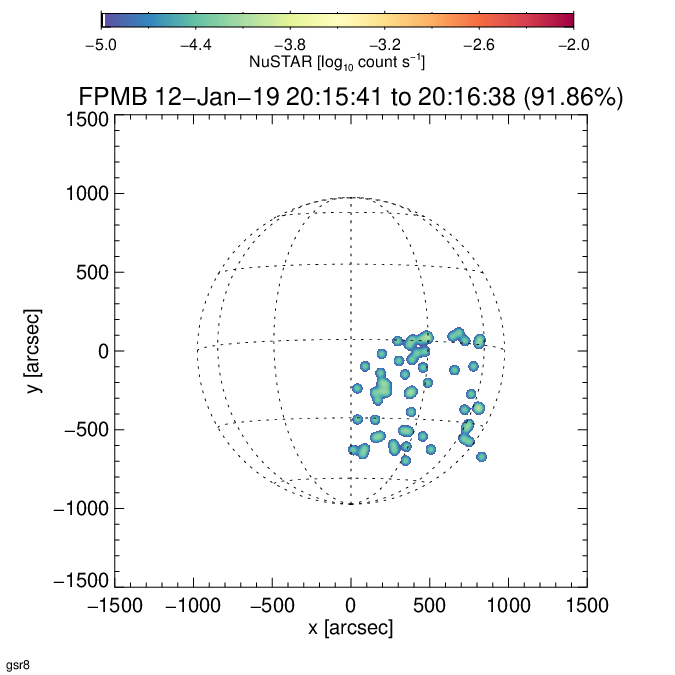 −5.0 −4.4 −3.8 −3.2 −2.6 −2.0
NuSTAR [log10 count s−1]
FPMB 12−Jan−19 20:15:41 to 20:16:38 (91.86%)
1500
1000
500
0
−500
−1000
−1500
y [arcsec]
−1500 −1000 −500 0 500 1000 1500
x [arcsec]
gsr8